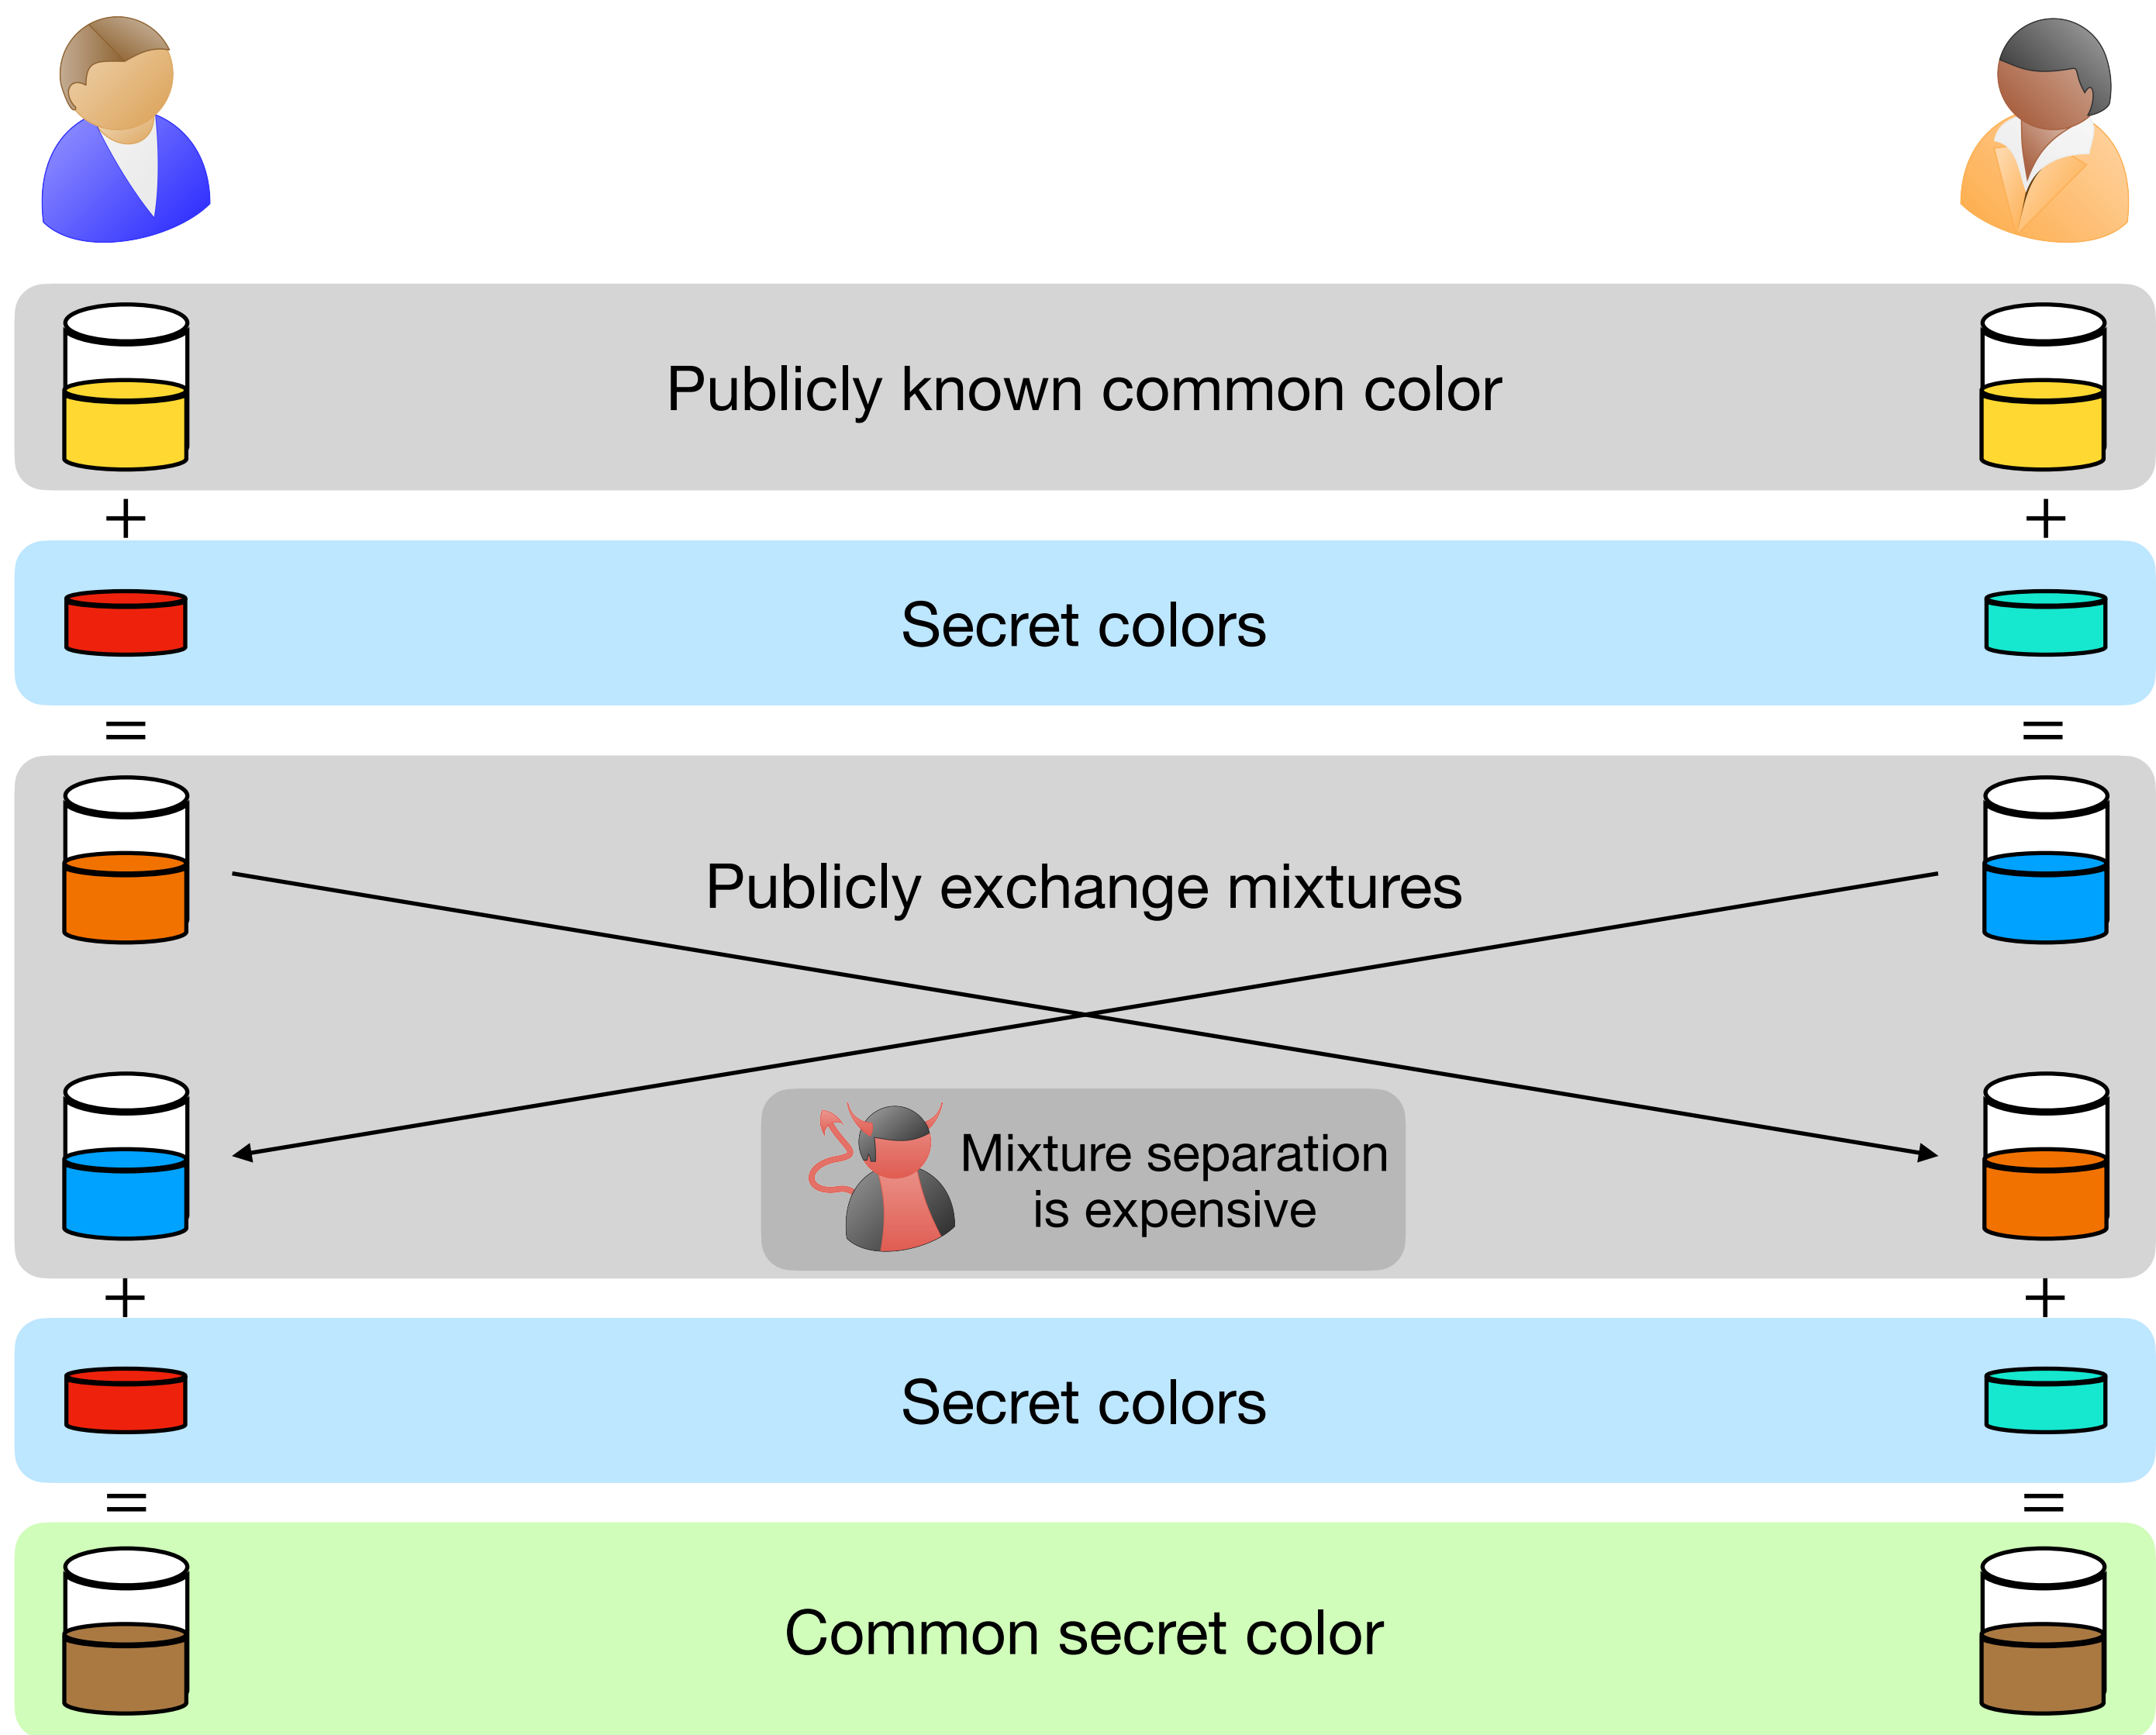 Publicly known common color
+ +
Secret colors
= =
Publicly exchange mixtures
Mixture separation
is expensive
+ +
Secret colors
= =
Common secret color